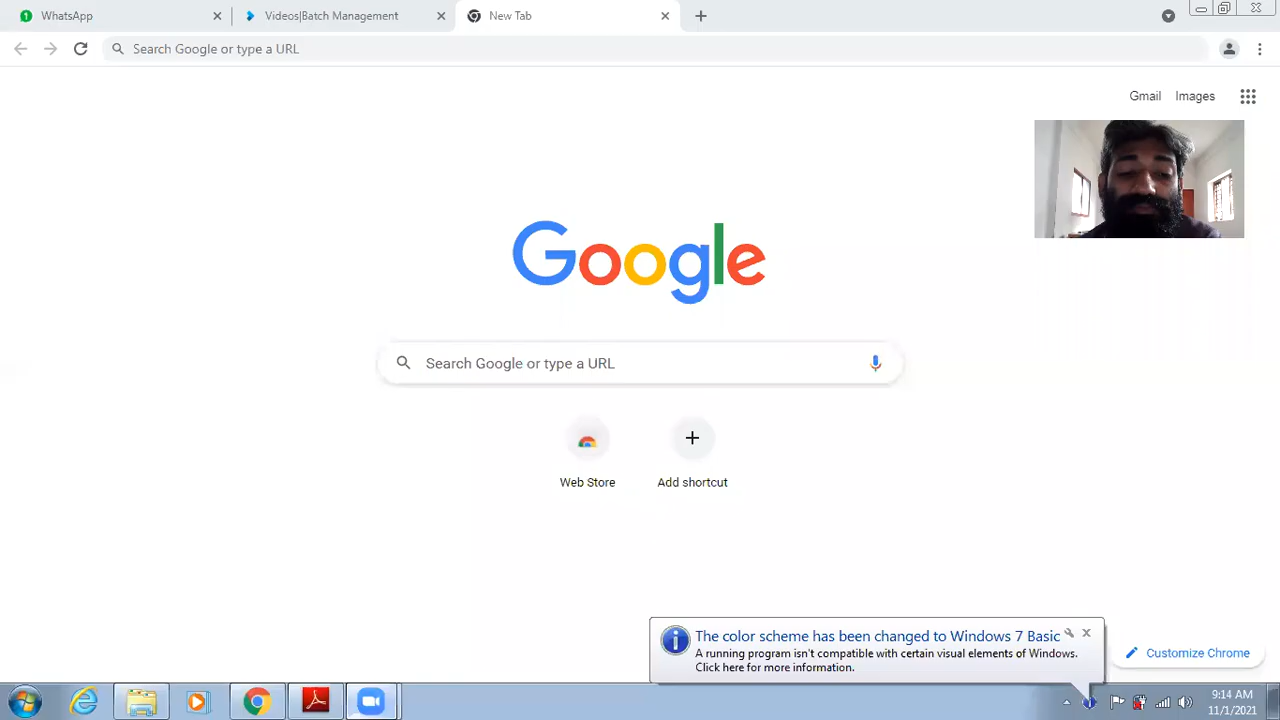 WhatsApp
Videos|Batch Management
New Tab
Search Google or type a URL
Gmail Images
Google
Search Google or type a URL
Web Store
Add shortcut
The color scheme has been changed to Windows 7 Basic
A running program isn't compatible with certain visual elements of Windows.
Click here for more information.
Customize Chrome
9:14 AM
11/1/2021